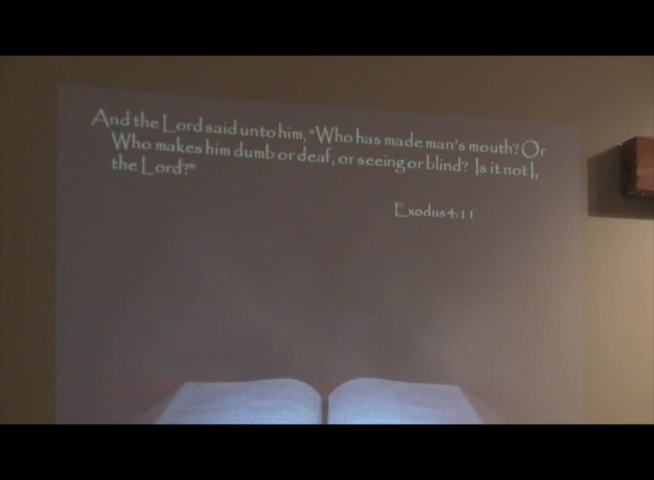 And the Lord said unto him, "Who has made man's mouth? Or
Who makes him dumb or deaf, or seeing or blind? Is it not I,
the Lord?"
Exodus 4:11